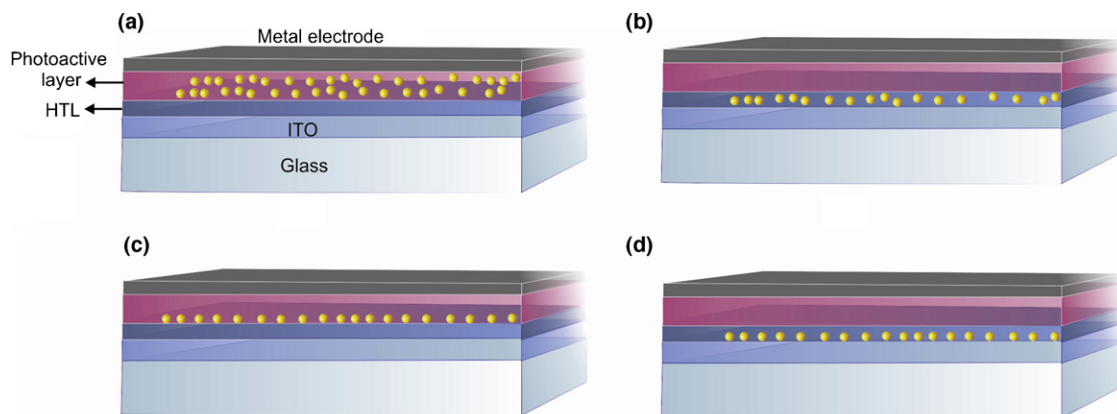 (a)
Metal electrode
Photoactive
layer
HTL
ITO
Glass
(b)
(c)
(d)